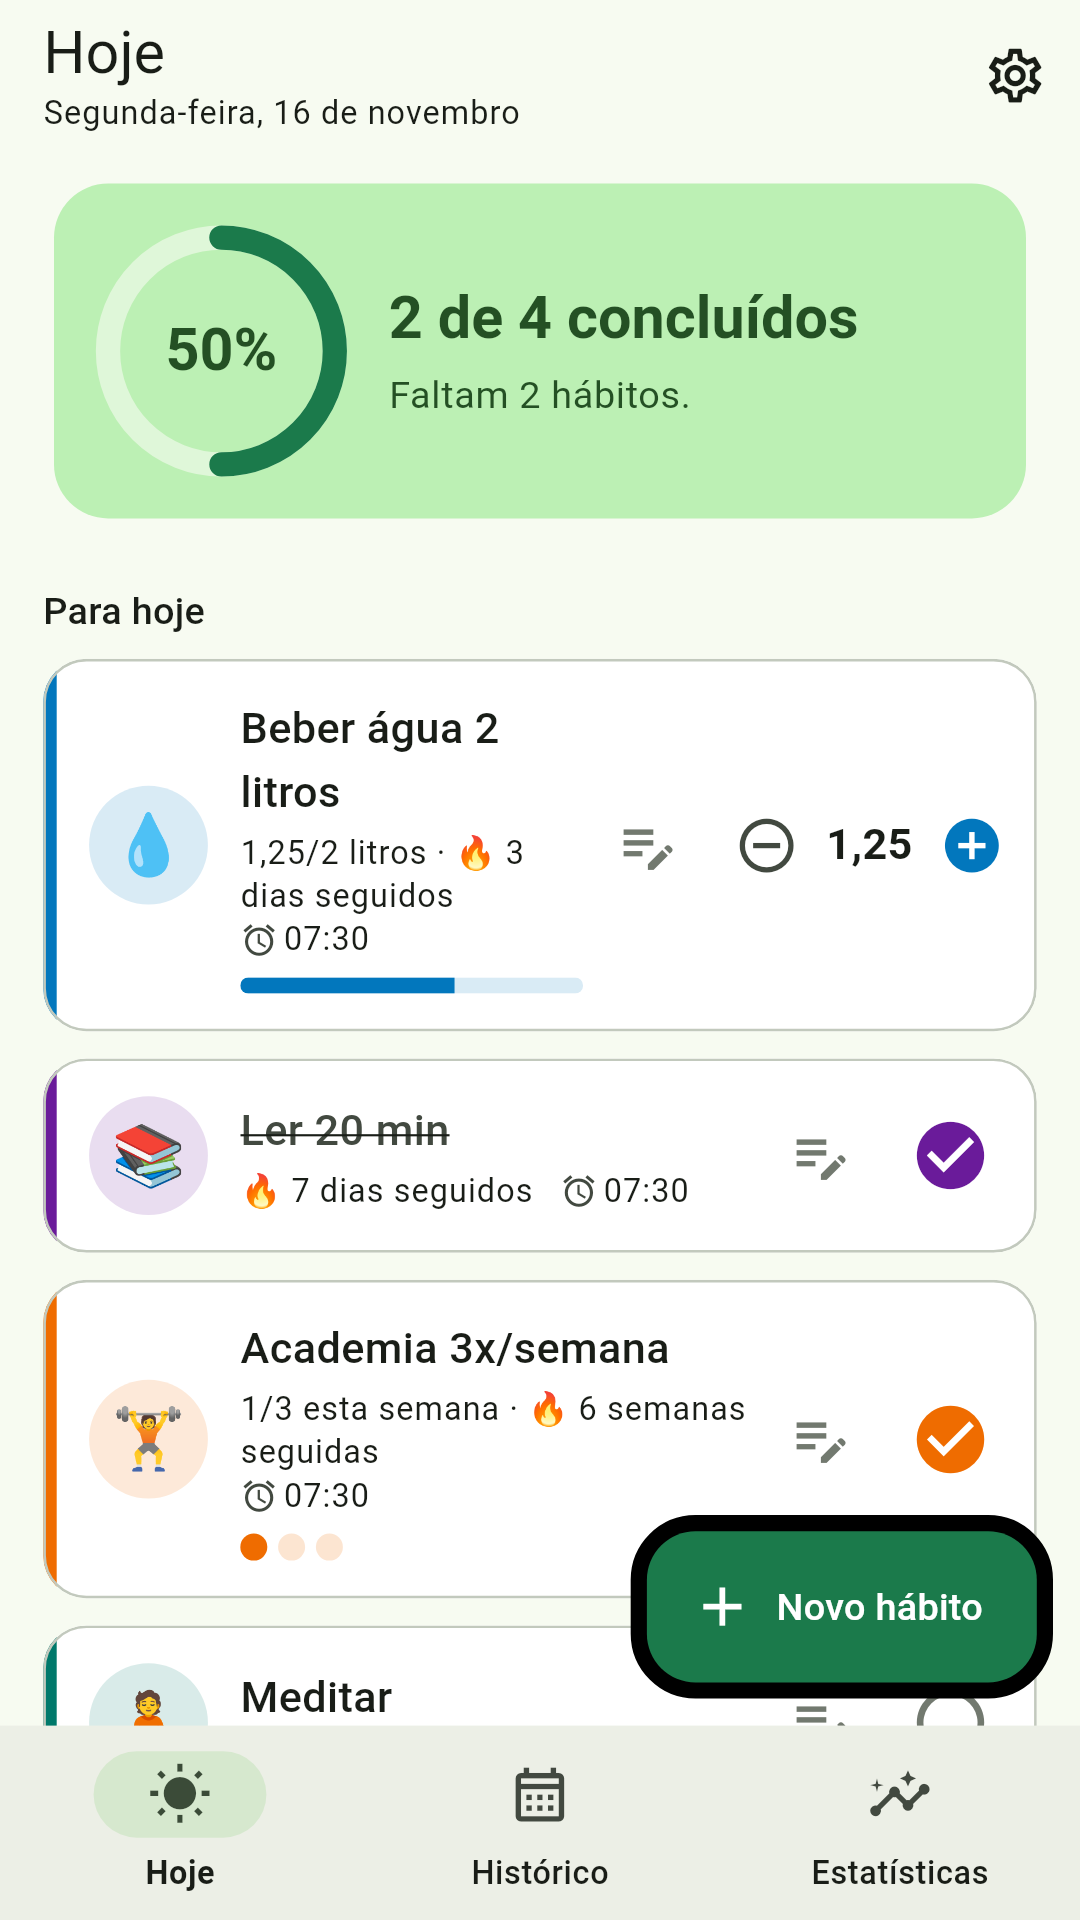 Hoje
Segunda-feira, 16 de novembro
50%
2 de 4 concluídos
Faltam 2 hábitos.
Para hoje
Beber água 2
litros
1,25/2 litros · 🔥 3
dias seguidos
07:30
1,25
Ler 20 min
🔥 7 dias seguidos 07:30
Academia 3x/semana
1/3 esta semana · 🔥 6 semanas
seguidas
07:30
Novo hábito
Meditar
Hoje
Histórico
Estatísticas